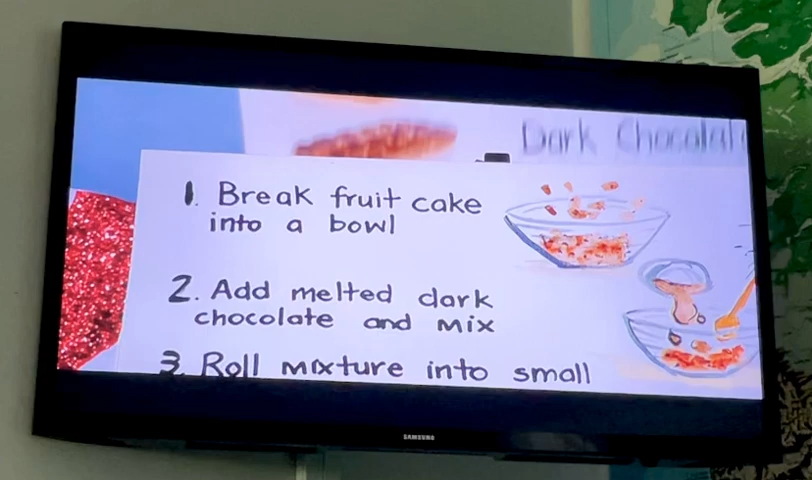 Dark Chocolat
1. Break fruit cake
into a bowl
2. Add melted dark
chocolate and mix
3. Roll mixture into small
SAMSUNG